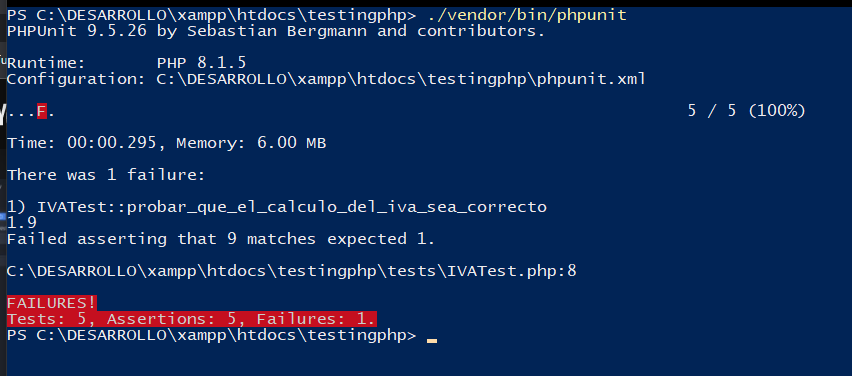 PS C:\DESARROLLO\xampp\htdocs\testingphp> ./vendor/bin/phpunit
PHPUnit 9.5.26 by Sebastian Bergmann and contributors.
Runtime:       PHP 8.1.5
Configuration: C:\DESARROLLO\xampp\htdocs\testingphp\phpunit.xml
...F.                                                               5 / 5 (100%)
Time: 00:00.295, Memory: 6.00 MB
There was 1 failure:
1) IVATest::probar_que_el_calculo_del_iva_sea_correcto
1.9
Failed asserting that 9 matches expected 1.
C:\DESARROLLO\xampp\htdocs\testingphp\tests\IVATest.php:8
FAILURES!
Tests: 5, Assertions: 5, Failures: 1.
PS C:\DESARROLLO\xampp\htdocs\testingphp>